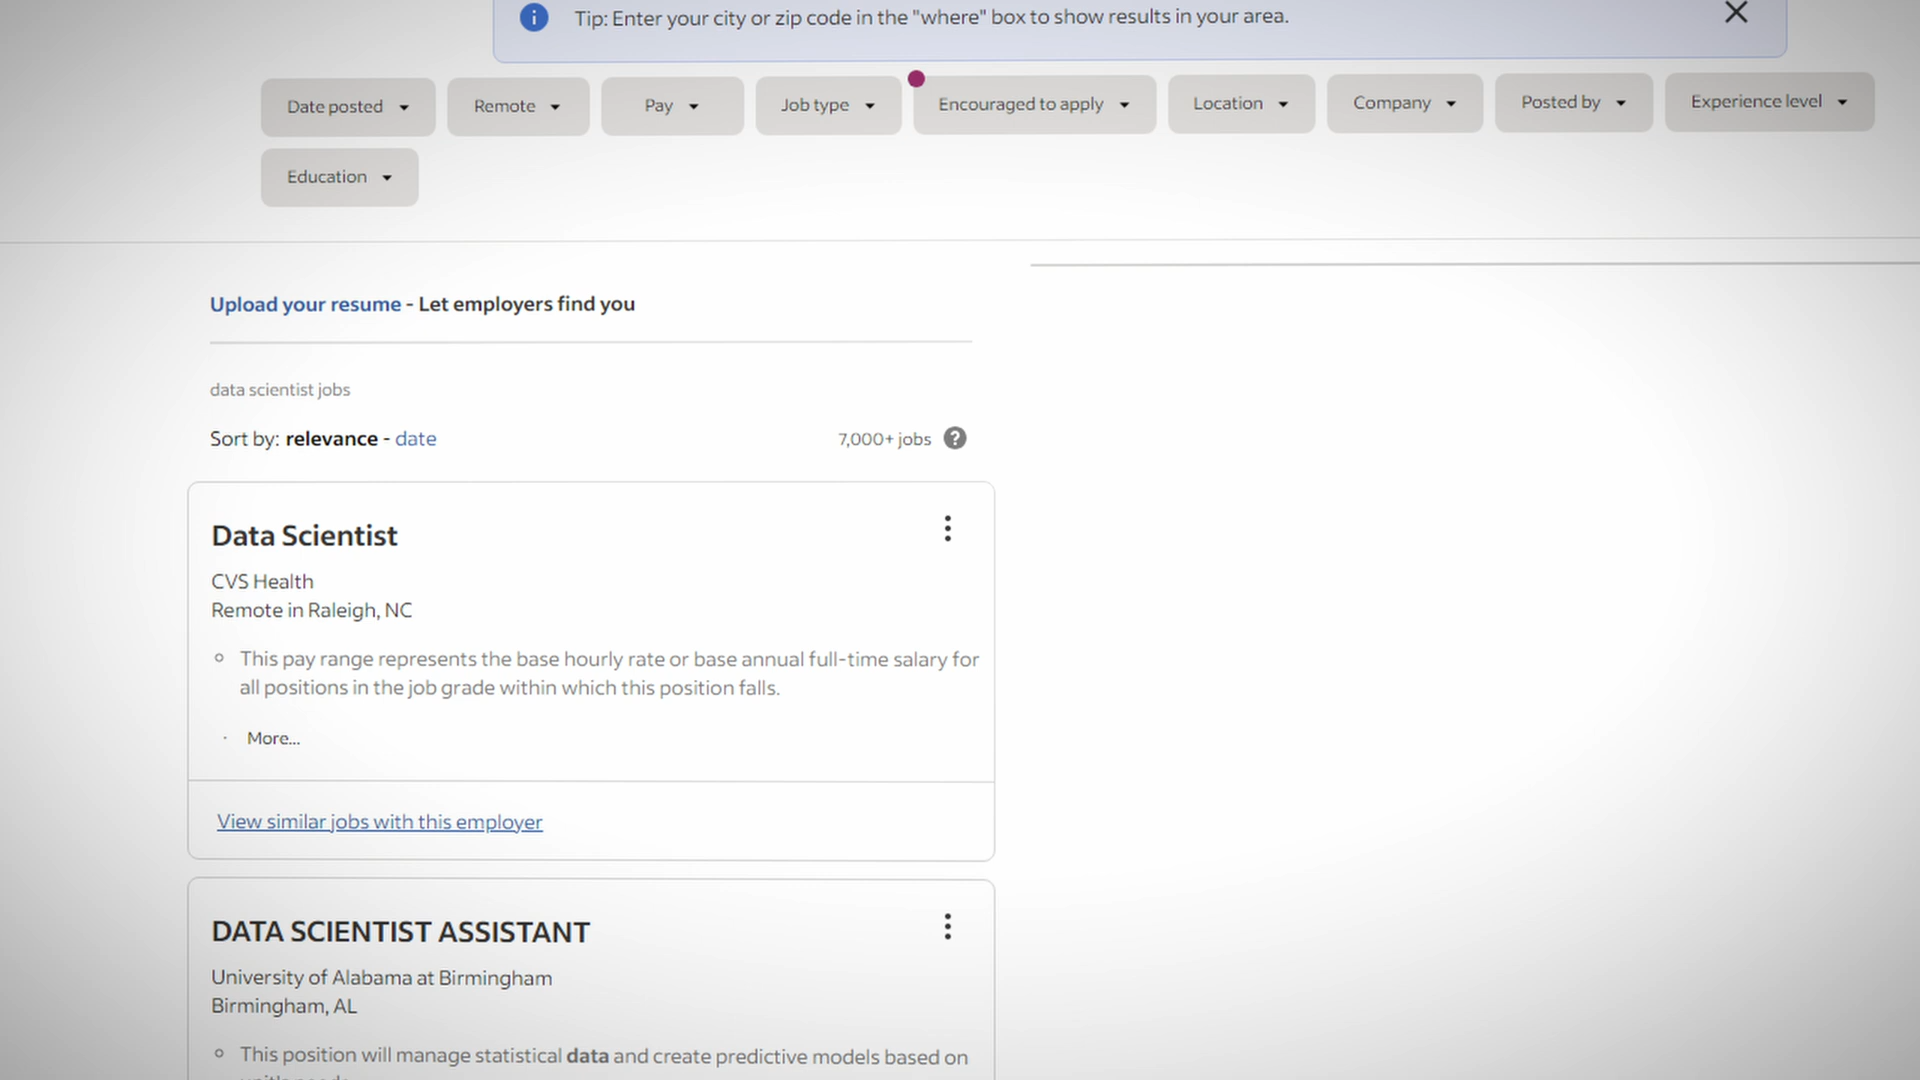 Tip: Enter your city or zip code in the "where" box to show results in your area.
Date posted Remote Pay Job type Encouraged to apply Location Company Posted by Experience level
Education
Upload your resume - Let employers find you
data scientist jobs
Sort by: relevance - date 7,000+ jobs
Data Scientist
CVS Health
Remote in Raleigh, NC
This pay range represents the base hourly rate or base annual full-time salary for
all positions in the job grade within which this position falls.
More...
View similar jobs with this employer
DATA SCIENTIST ASSISTANT
University of Alabama at Birmingham
Birmingham, AL
This position will manage statistical data and create predictive models based on